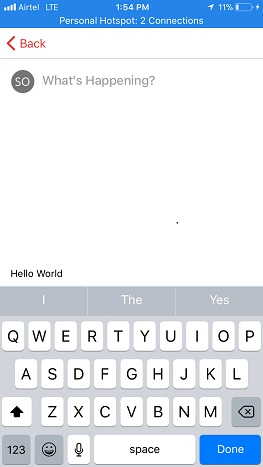 Airtel LTE 1:54 PM 11%
Personal Hotspot: 2 Connections
Back
SO What's Happening?
Hello World
I The Yes
Q W E R T Y U I O P
A S D F G H J K L
Z X C V B N M
123 space Done